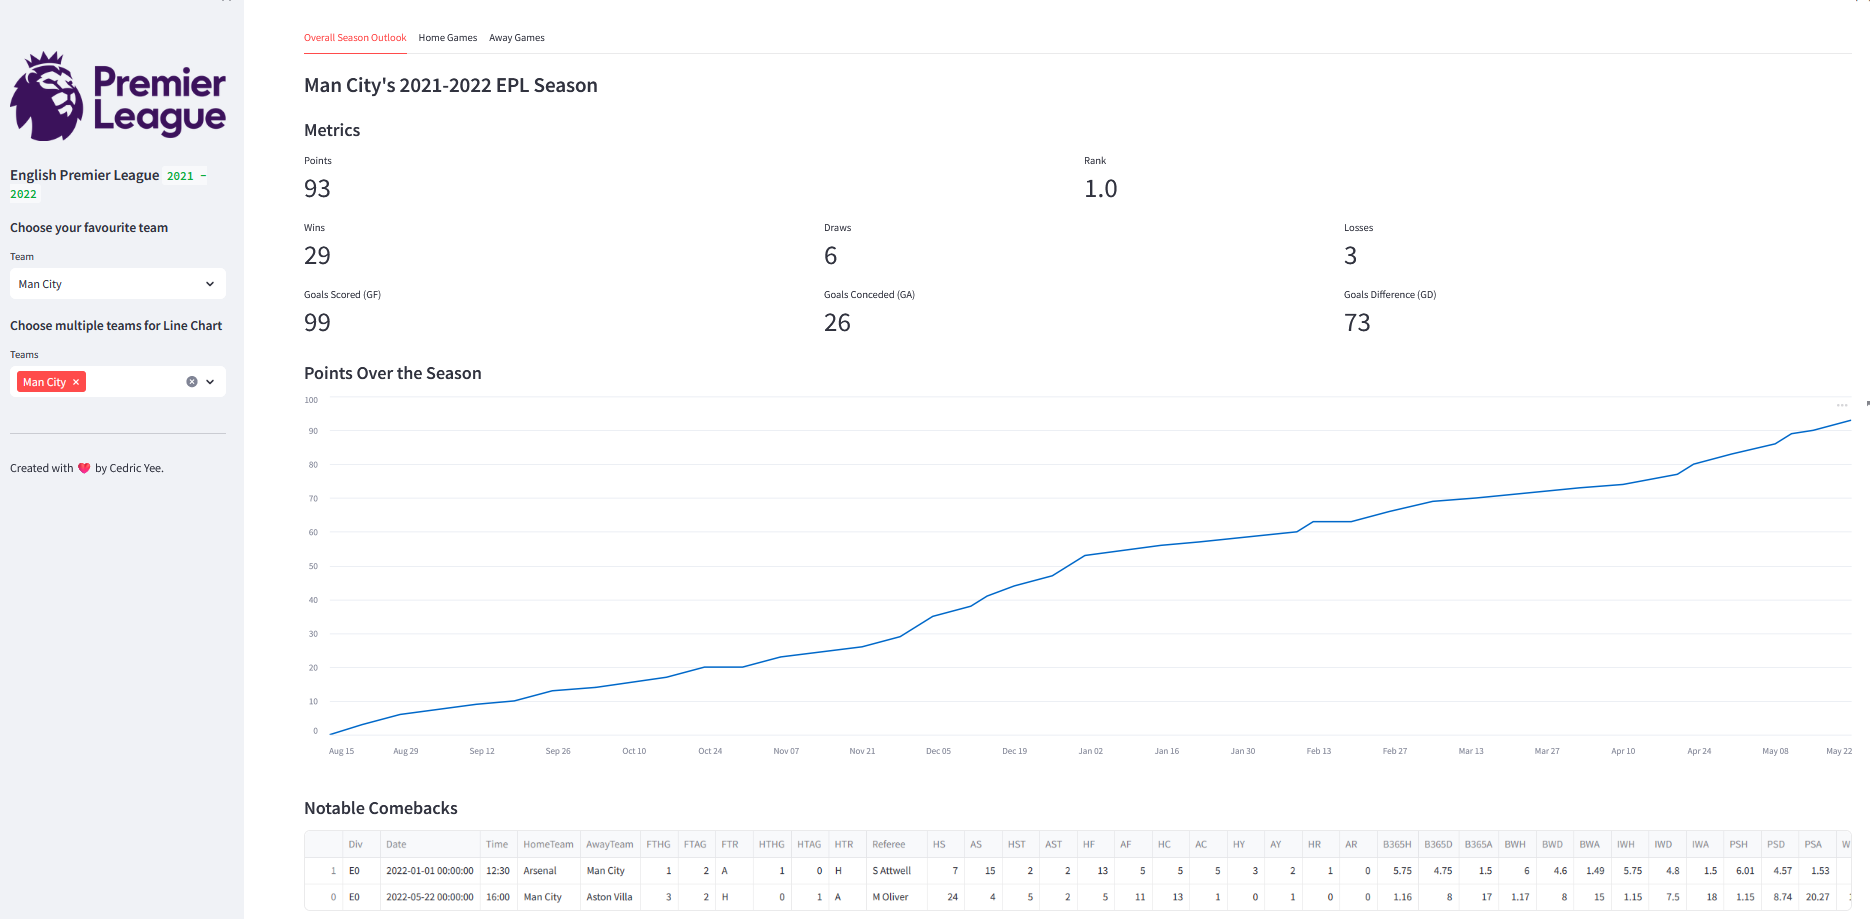 Premier
League
English Premier League 2021 -
2022
Choose your favourite team
Team
Man City
Choose multiple teams for Line Chart
Teams
Man City ×
Created with ❤️ by Cedric Yee.
Overall Season Outlook Home Games Away Games
Man City's 2021-2022 EPL Season
Metrics
Points Rank
93 1.0
Wins Draws Losses
29 6 3
Goals Scored (GF) Goals Conceded (GA) Goals Difference (GD)
99 26 73
Points Over the Season
100
90
80
70
60
50
40
30
20
10
0
Aug 15 Aug 29 Sep 12 Sep 26 Oct 10 Oct 24 Nov 07 Nov 21 Dec 05 Dec 19 Jan 02 Jan 16 Jan 30 Feb 13 Feb 27 Mar 13 Mar 27 Apr 10 Apr 24 May 08 May 22
Notable Comebacks
Div Date Time HomeTeam AwayTeam FTHG FTAG FTR HTHG HTAG HTR Referee HS AS HST AST HF AF HC AC HY AY HR AR B365H B365D B365A BWH BWD BWA IWH IWD IWA PSH PSD PSA W
1 E0 2022-01-01 00:00:00 12:30 Arsenal Man City 1 2 A 1 0 H S Attwell 7 15 2 2 13 5 5 5 3 2 1 0 5.75 4.75 1.5 6 4.6 1.49 5.75 4.8 1.5 6.01 4.57 1.53
0 E0 2022-05-22 00:00:00 16:00 Man City Aston Villa 3 2 H 0 1 A M Oliver 24 4 5 2 5 11 13 1 0 1 0 0 1.16 8 17 1.17 8 15 1.15 7.5 18 1.15 8.74 20.27